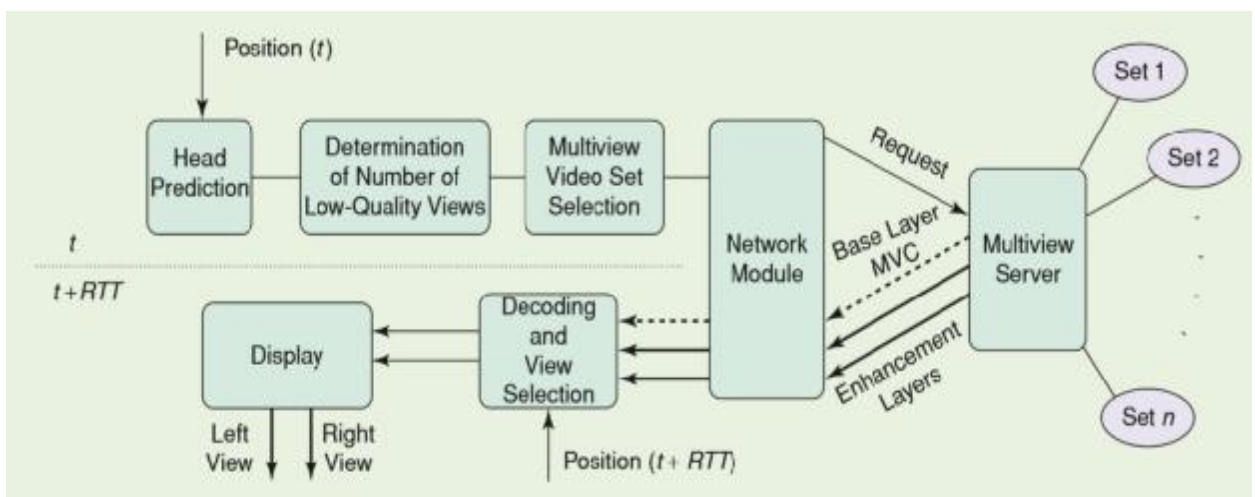 Position (t)
Head
Prediction
Determination
of Number of
Low-Quality Views
Multiview
Video Set
Selection
Network
Module
Request
Base Layer
MVC
Enhancement
Layers
Multiview
Server
Set 1
Set 2
Set n
t
t+RTT
Display
Decoding
and
View
Selection
Left
View
Right
View
Position (t+ RTT)